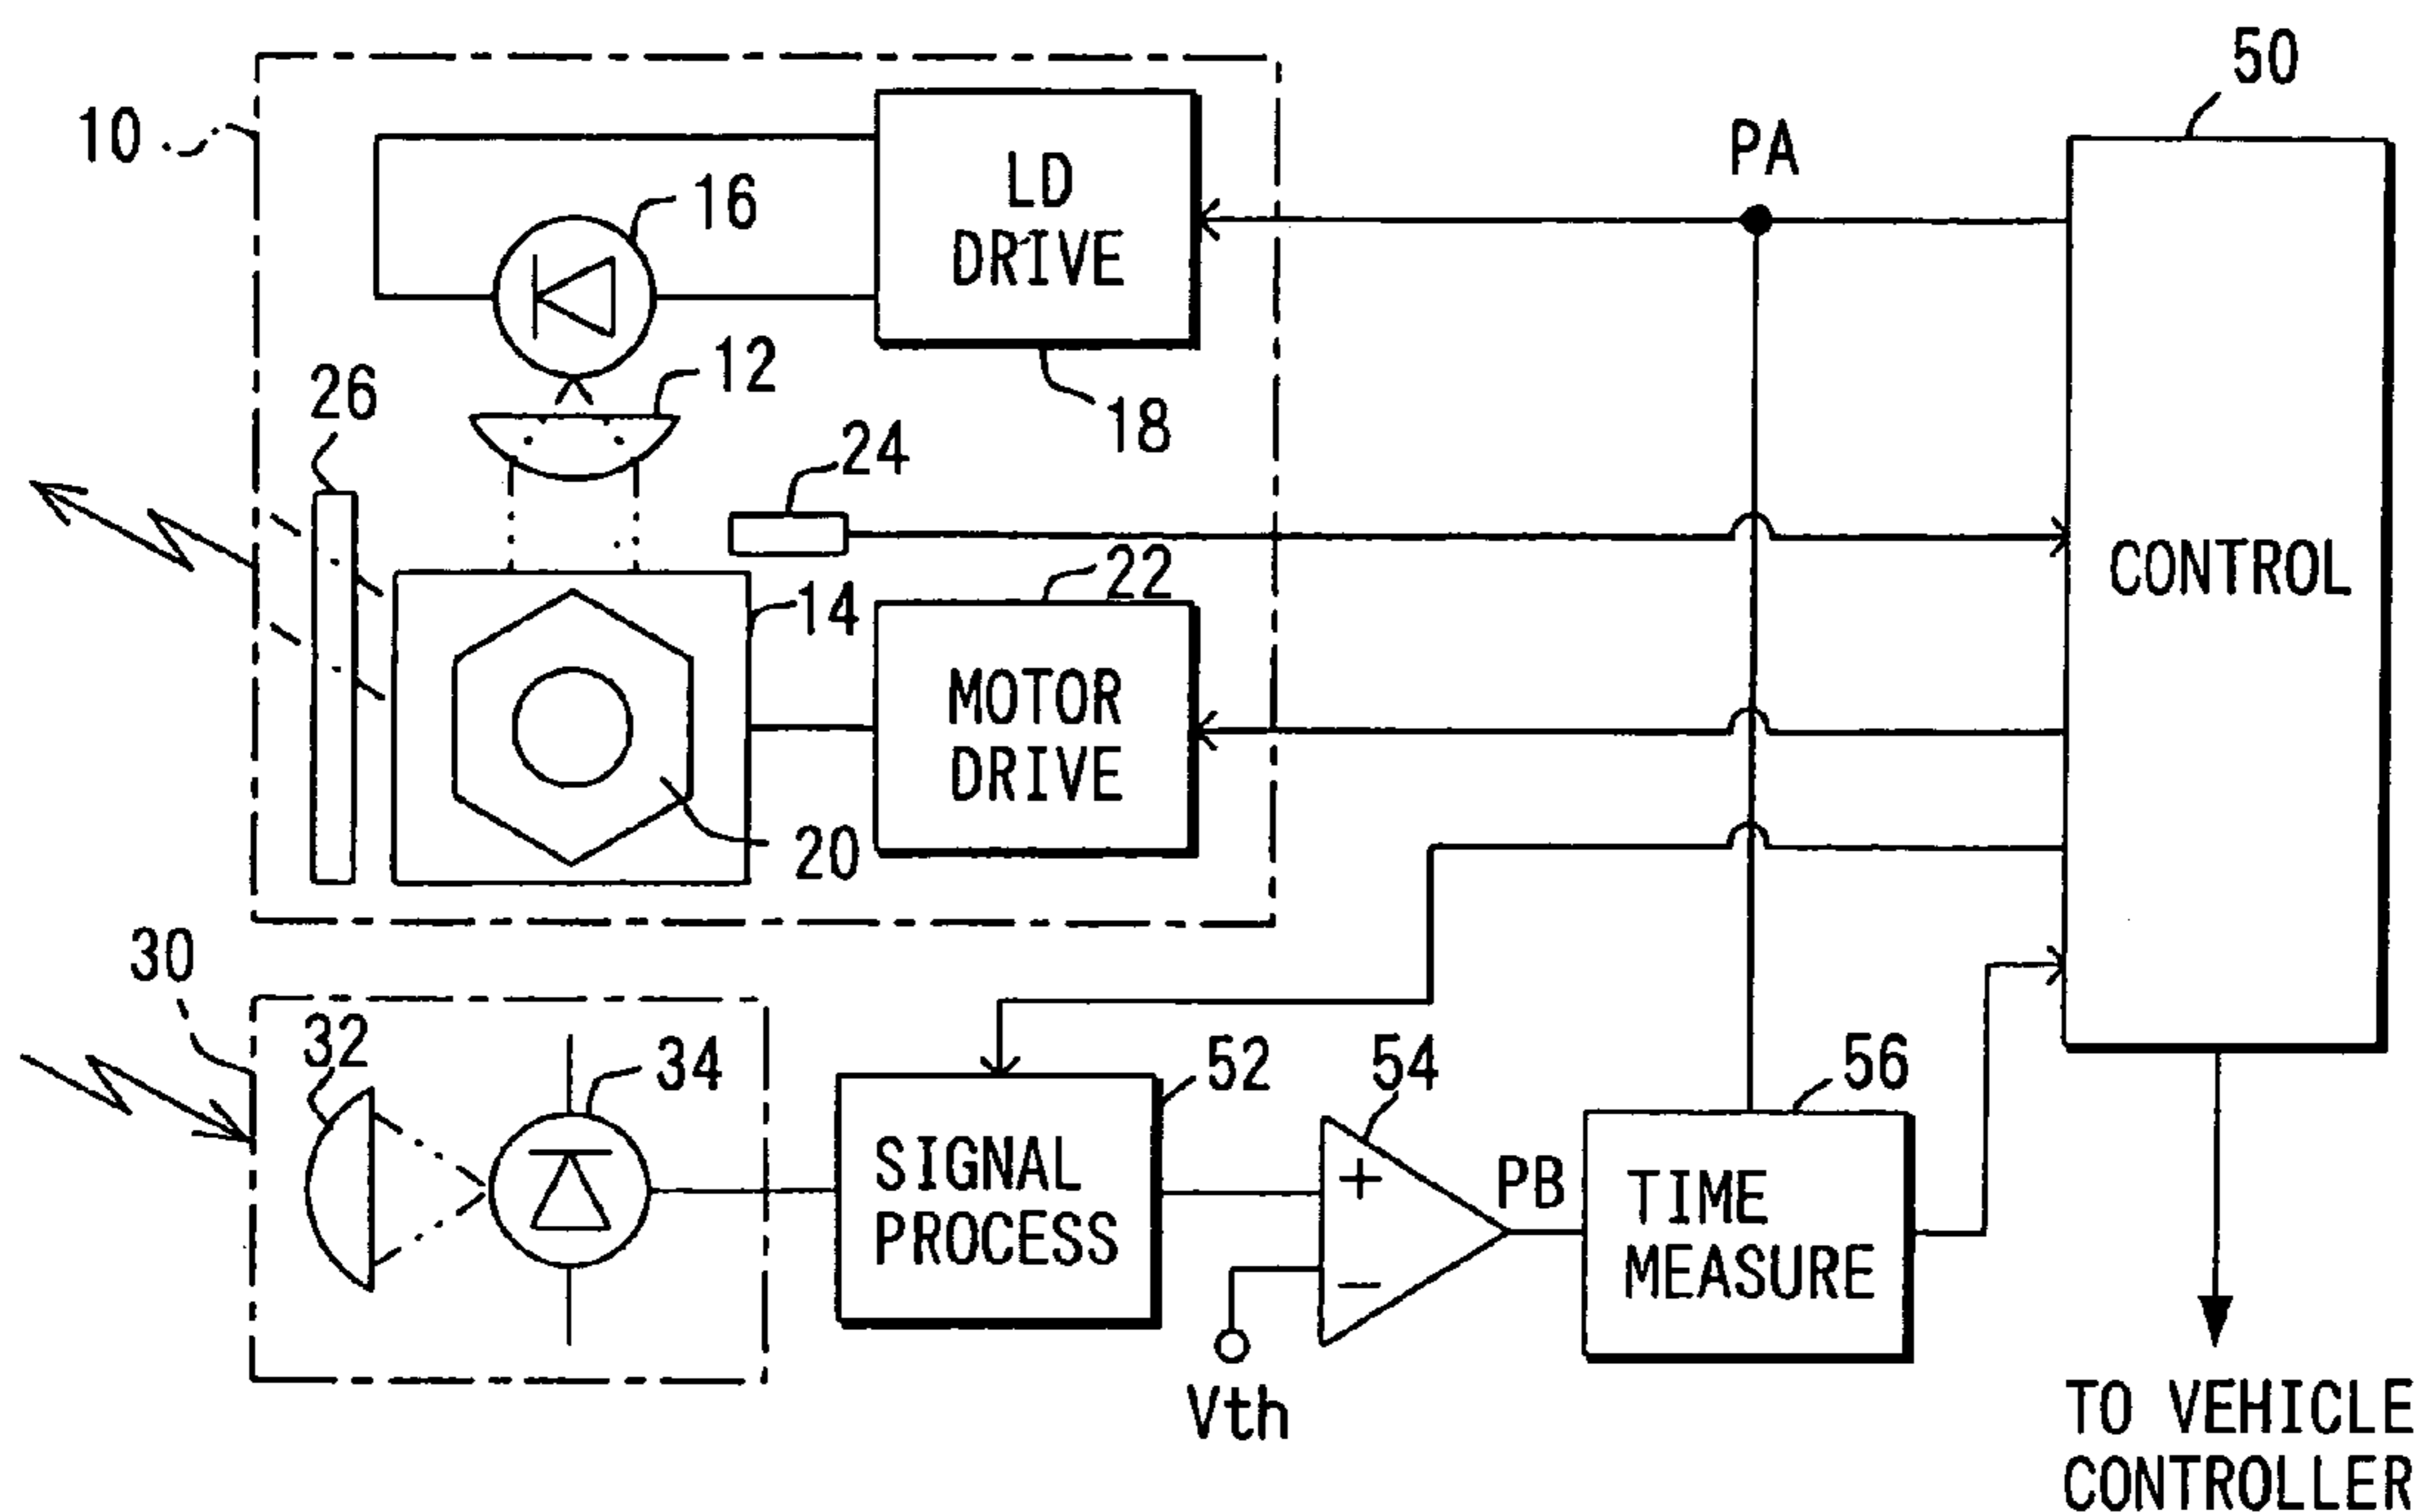 50
10
PA
LD
DRIVE
16
12
18
26
24
22
CONTROL
14
MOTOR
DRIVE
20
30
32
34
52
54
56
SIGNAL
PROCESS
+
PB
TIME
MEASURE
−
Vth
TO VEHICLE
CONTROLLER